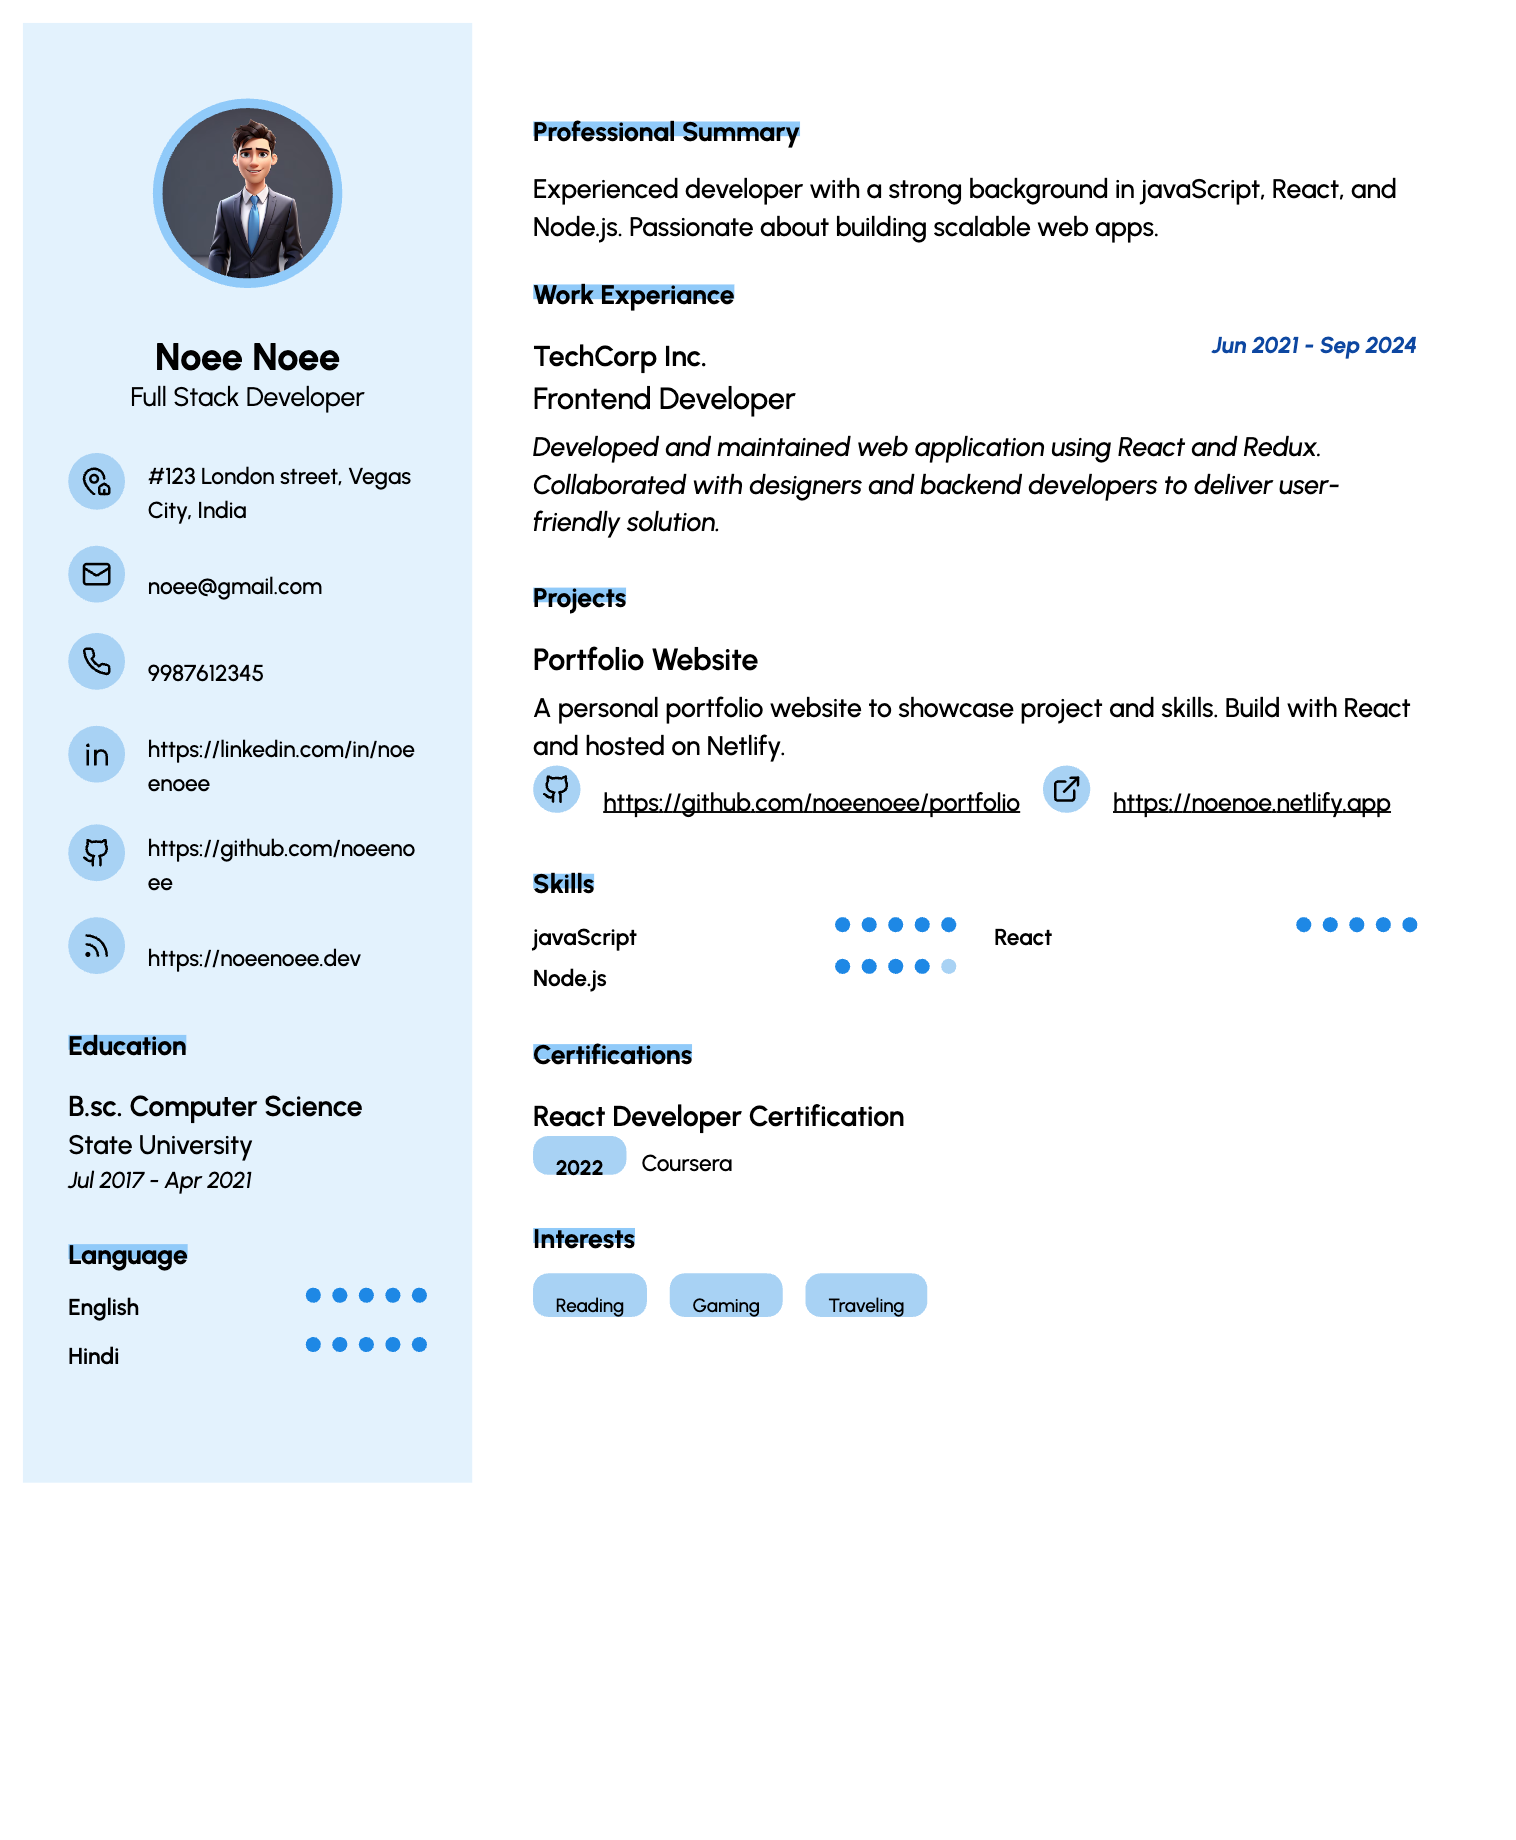 Noee Noee
Full Stack Developer
#123 London street, Vegas
City, India
noee@gmail.com
9987612345
in
https://linkedin.com/in/noe
enoee
https://github.com/noeeno
ee
https://noeenoee.dev
Education
B.sc. Computer Science
State University
Jul 2017 - Apr 2021
Language
English
Hindi
Professional Summary
Experienced developer with a strong background in javaScript, React, and
Node.js. Passionate about building scalable web apps.
Work Experiance
TechCorp Inc.
Jun 2021 - Sep 2024
Frontend Developer
Developed and maintained web application using React and Redux.
Collaborated with designers and backend developers to deliver user-
friendly solution.
Projects
Portfolio Website
A personal portfolio website to showcase project and skills. Build with React
and hosted on Netlify.
https://github.com/noeenoee/portfolio https://noenoe.netlify.app
Skills
javaScript React
Node.js
Certifications
React Developer Certification
2022 Coursera
Interests
Reading Gaming Traveling